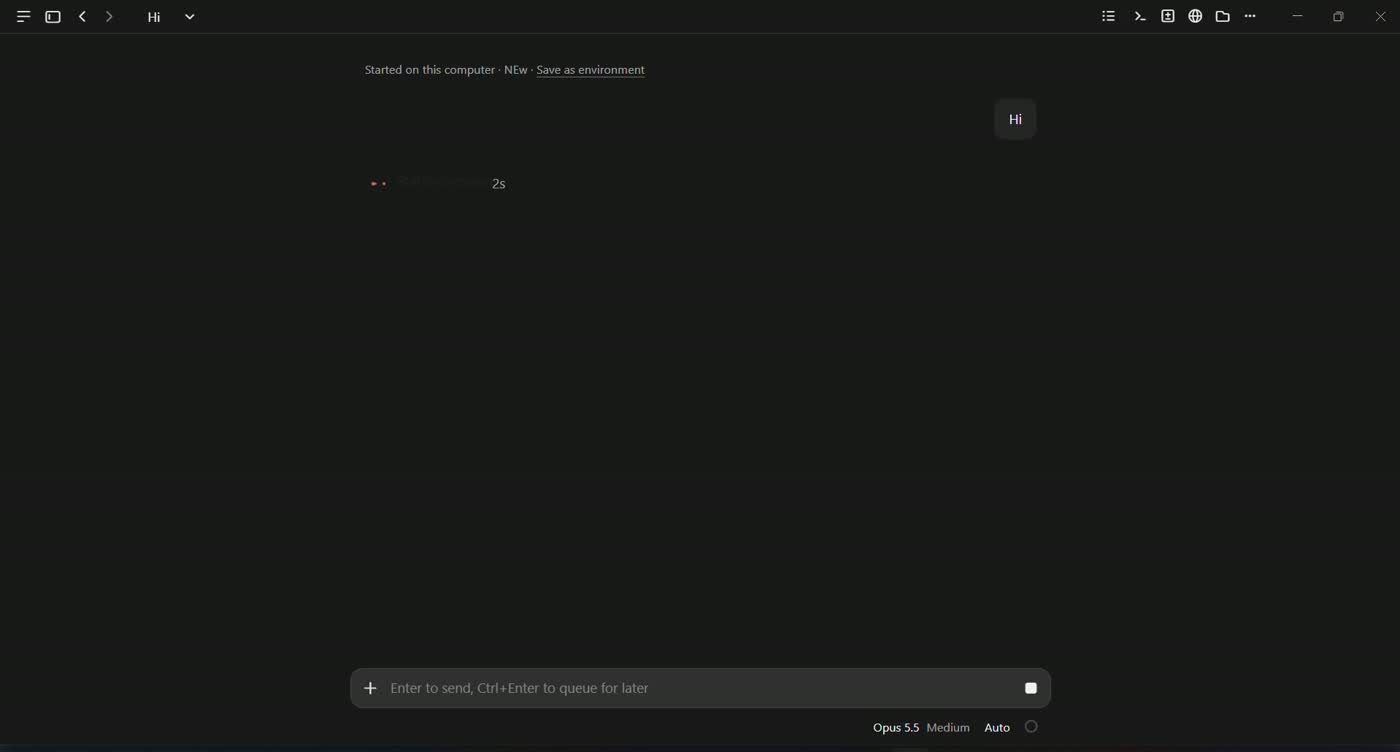 Hi
Started on this computer · NEw · Save as environment
Hi
2s
Enter to send, Ctrl+Enter to queue for later
Opus 5.5 Medium Auto